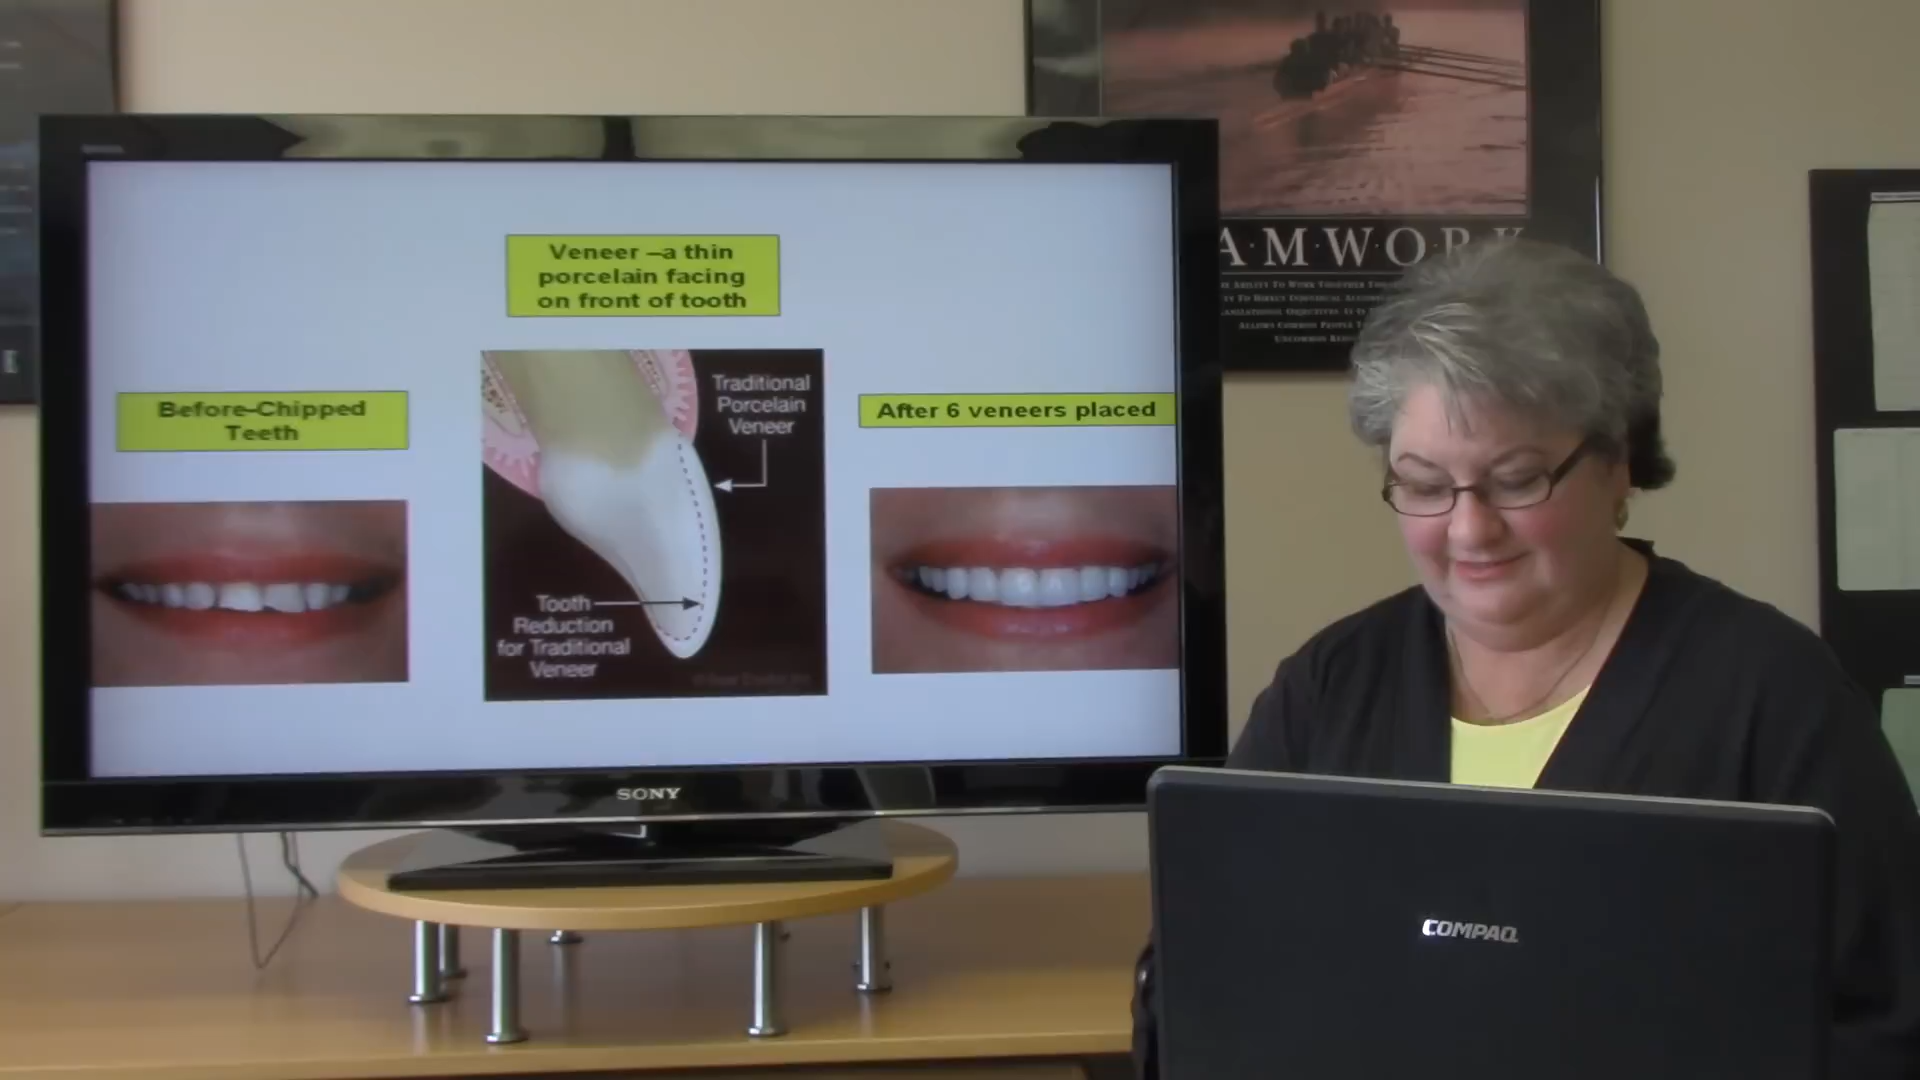 Veneer –a thin
porcelain facing
on front of tooth
Before-Chipped
Teeth
Traditional
Porcelain
Veneer
Tooth
Reduction
for Traditional
Veneer
After 6 veneers placed
SONY
A·M·W·O·R·K
COMPAQ